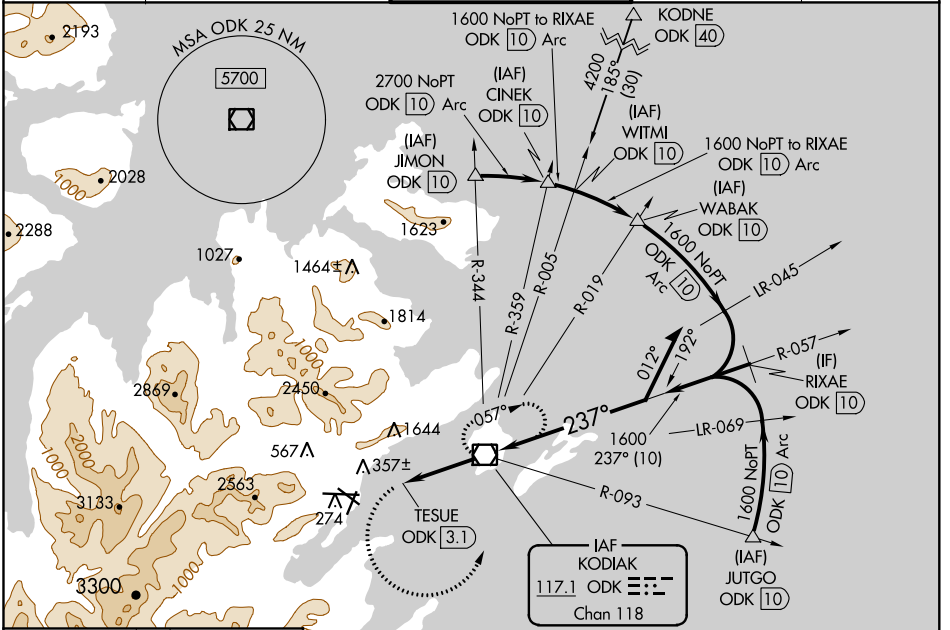 2193
MSA ODK 25 NM
5700
1600 NoPT to RIXAE
ODK 10 Arc
KODNE
ODK 40
4200
185°
(30)
2700 NoPT
ODK 10 Arc
(IAF)
CINEK
ODK 10
(IAF)
WITMI
ODK 10
(IAF)
JIMON
ODK 10
1600 NoPT to RIXAE
ODK 10 Arc
(IAF)
WABAK
ODK 10
1000
2028
2288
1623
1027
1464±
1814
R-344
R-359
R-005
R-019
1600 NoPT
ODK 10
Arc
LR-045
R-057
(IF)
RIXAE
ODK 10
012°
192°
1000
2869
2450
1644
057°
237°
1600
237° (10)
LR-069
567
357±
2000
1000
3133
2563
274
TESUE
ODK 3.1
R-093
1600 NoPT
ODK 10 Arc
(IAF)
JUTGO
ODK 10
3300
1000
IAF
KODIAK
117.1 ODK
Chan 118